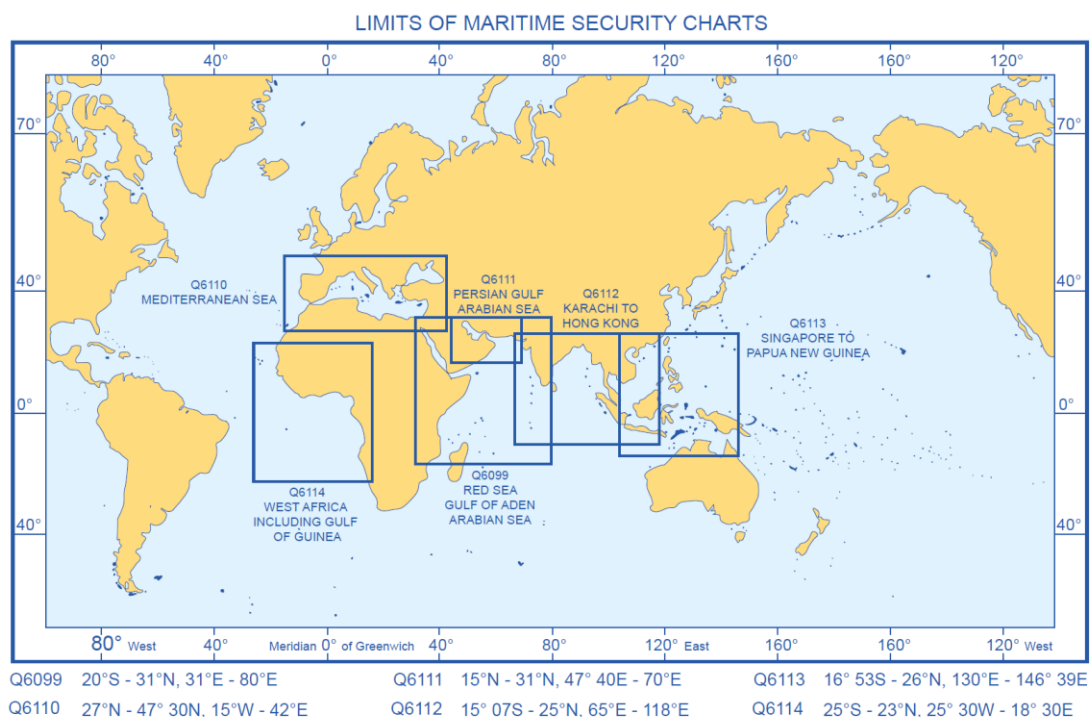 LIMITS OF MARITIME SECURITY CHARTS
80° 40° 0° 40° 80° 120° 160° 160° 120°
70° 70°
Q6110
MEDITERRANEAN SEA
Q6111
PERSIAN GULF
ARABIAN SEA
Q6112
KARACHI TO
HONG KONG
40° 40°
Q6113
SINGAPORE TO
PAPUA NEW GUINEA
0° 0°
Q6114
WEST AFRICA
INCLUDING GULF
OF GUINEA
Q6099
RED SEA
GULF OF ADEN
ARABIAN SEA
40° 40°
80° West 40° Meridian 0° of Greenwich 40° 80° 120° East 160° 160° 120° West
Q6099 20°S - 31°N, 31°E - 80°E Q6111 15°N - 31°N, 47° 40E - 70°E Q6113 16° 53S - 26°N, 130°E - 146° 39E
Q6110 27°N - 47° 30N, 15°W - 42°E Q6112 15° 07S - 25°N, 65°E - 118°E Q6114 25°S - 23°N, 25° 30W - 18° 30E